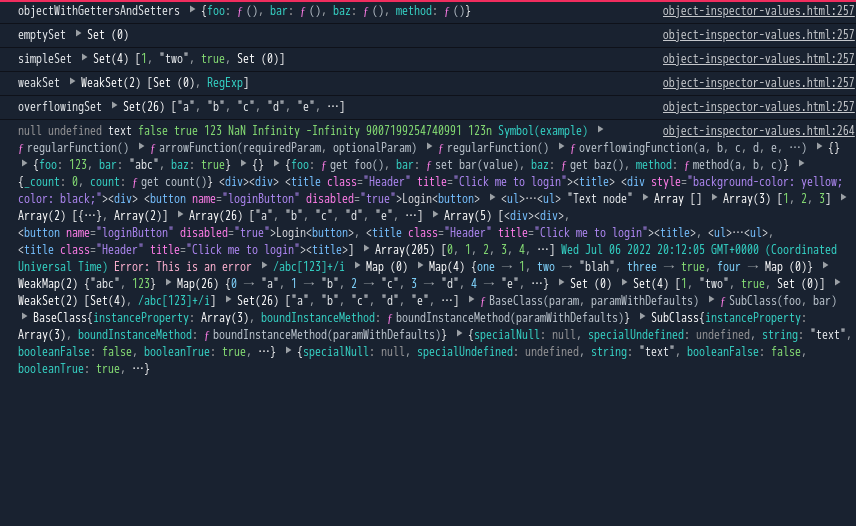 objectWithGettersAndSetters ▶ {foo: ƒ (), bar: ƒ (), baz: ƒ (), method: ƒ ()} object-inspector-values.html:257
emptySet ▶ Set (0) object-inspector-values.html:257
simpleSet ▶ Set(4) [1, "two", true, Set (0)] object-inspector-values.html:257
weakSet ▶ WeakSet(2) [Set (0), RegExp] object-inspector-values.html:257
overflowingSet ▶ Set(26) ["a", "b", "c", "d", "e", …] object-inspector-values.html:257
null undefined text false true 123 NaN Infinity -Infinity 9007199254740991 123n Symbol(example) ▶ object-inspector-values.html:264
ƒ regularFunction() ▶ ƒ arrowFunction(requiredParam, optionalParam) ▶ ƒ regularFunction() ▶ ƒ overflowingFunction(a, b, c, d, e, …) ▶ {}
▶ {foo: 123, bar: "abc", baz: true} ▶ {} ▶ {foo: ƒ get foo(), bar: ƒ set bar(value), baz: ƒ get baz(), method: ƒ method(a, b, c)} ▶
{_count: 0, count: ƒ get count()} <div><div> <title class="Header" title="Click me to login"><title> <div style="background-color: yellow;
color: black;"><div> <button name="loginButton" disabled="true">Login<button> ▶ <ul>…<ul> "Text node" ▶ Array [] ▶ Array(3) [1, 2, 3] ▶
Array(2) [{…}, Array(2)] ▶ Array(26) ["a", "b", "c", "d", "e", …] ▶ Array(5) [<div><div>,
<button name="loginButton" disabled="true">Login<button>, <title class="Header" title="Click me to login"><title>, <ul>…<ul>,
<title class="Header" title="Click me to login"><title>] ▶ Array(205) [0, 1, 2, 3, 4, …] Wed Jul 06 2022 20:12:05 GMT+0000 (Coordinated
Universal Time) Error: This is an error ▶ /abc[123]+/i ▶ Map (0) ▶ Map(4) {one → 1, two → "blah", three → true, four → Map (0)} ▶
WeakMap(2) {"abc", 123} ▶ Map(26) {0 → "a", 1 → "b", 2 → "c", 3 → "d", 4 → "e", …} ▶ Set (0) ▶ Set(4) [1, "two", true, Set (0)] ▶
WeakSet(2) [Set(4), /abc[123]+/i] ▶ Set(26) ["a", "b", "c", "d", "e", …] ▶ ƒ BaseClass(param, paramWithDefaults) ▶ ƒ SubClass(foo, bar)
▶ BaseClass{instanceProperty: Array(3), boundInstanceMethod: ƒ boundInstanceMethod(paramWithDefaults)} ▶ SubClass{instanceProperty:
Array(3), boundInstanceMethod: ƒ boundInstanceMethod(paramWithDefaults)} ▶ {specialNull: null, specialUndefined: undefined, string: "text",
booleanFalse: false, booleanTrue: true, …} ▶ {specialNull: null, specialUndefined: undefined, string: "text", booleanFalse: false,
booleanTrue: true, …}